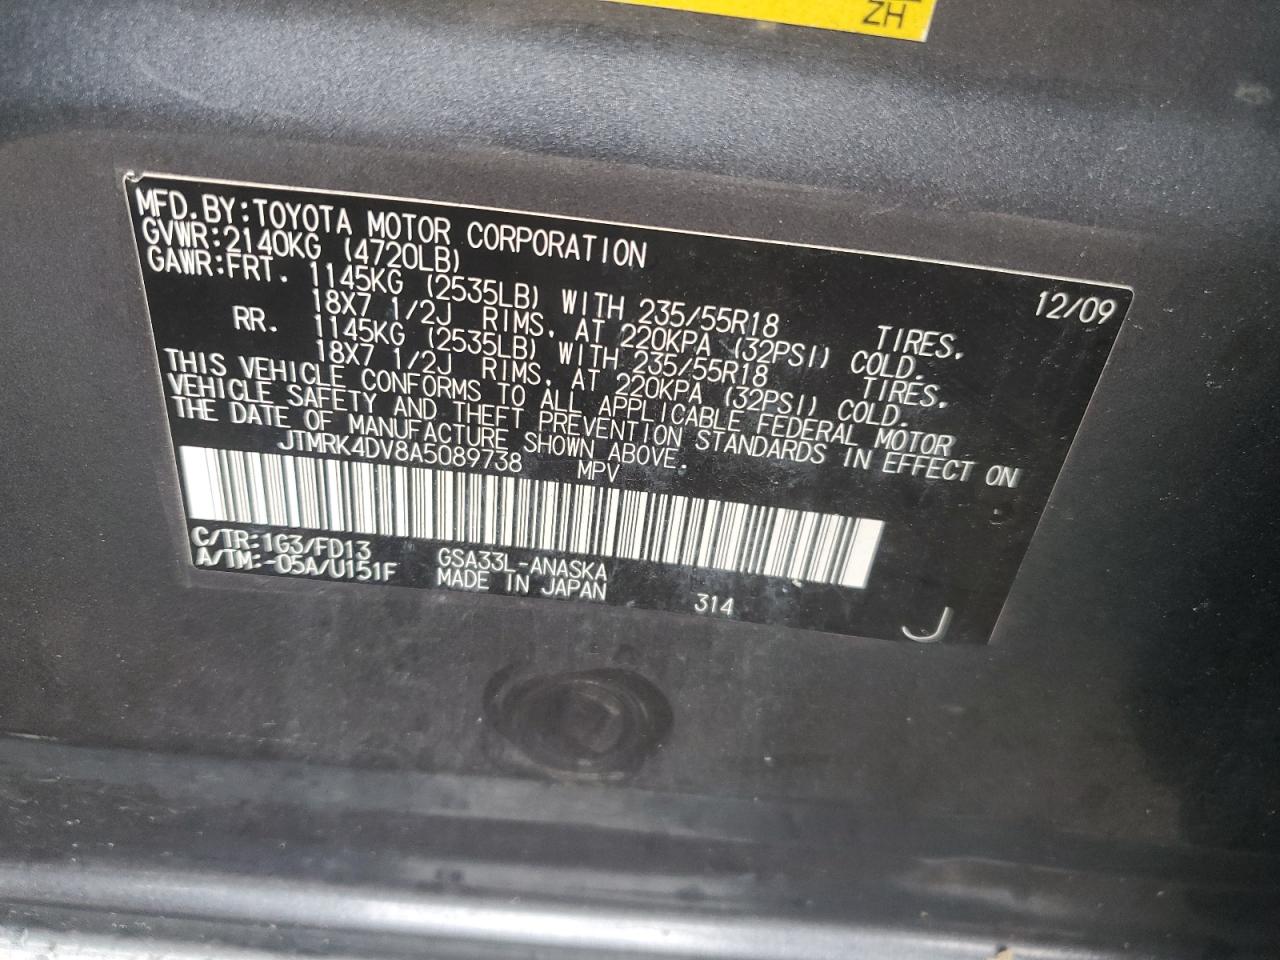 ZH
MFD.BY:TOYOTA MOTOR CORPORATION 12/09
GVWR:2140KG (4720LB)
GAWR:FRT. 1145KG (2535LB) WITH 235/55R18 TIRES.
18X7 1/2J RIMS, AT 220KPA (32PSI) COLD.
RR. 1145KG (2535LB) WITH 235/55R18 TIRES.
18X7 1/2J RIMS, AT 220KPA (32PSI) COLD.
THIS VEHICLE CONFORMS TO ALL APPLICABLE FEDERAL MOTOR
VEHICLE SAFETY AND THEFT PREVENTION STANDARDS IN EFFECT ON
THE DATE OF MANUFACTURE SHOWN ABOVE.
JTMRK4DV8A5089738 MPV
C/TR:1G3/FD13 GSA33L-ANASKA
A/TM:-05A/U151F MADE IN JAPAN 314 J